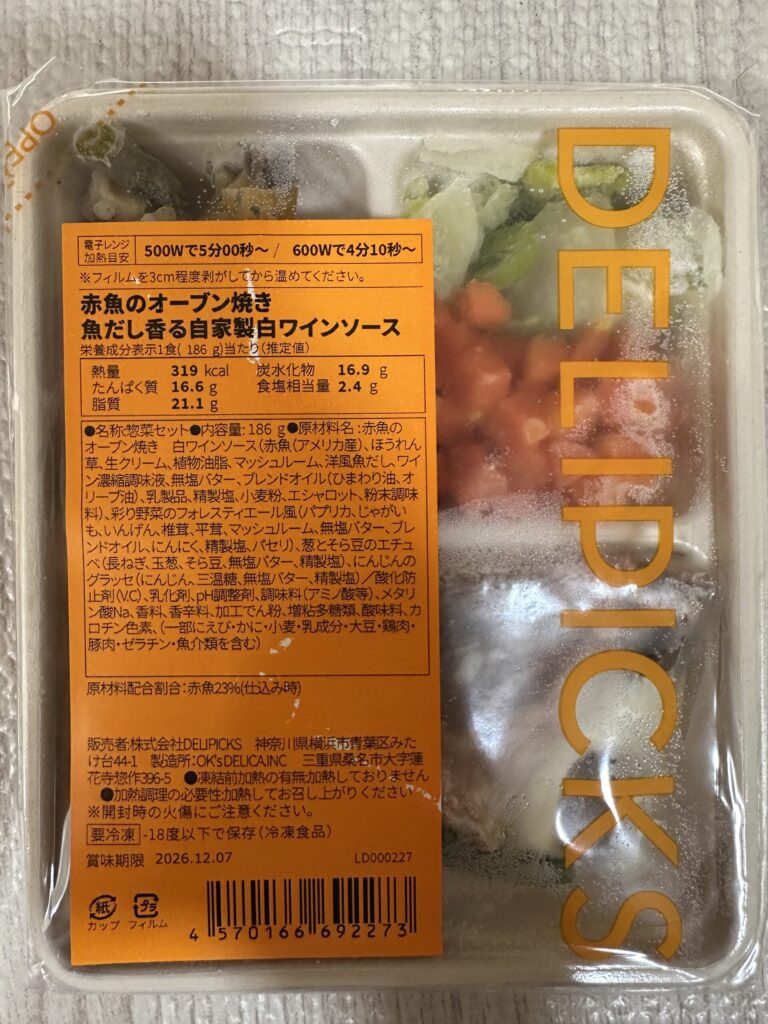 OPEN
DELIPICKS
電子レンジ
加熱目安
500Wで5分00秒～ / 600Wで4分10秒～
※フィルムを3cm程度剥がしてから温めてください。
赤魚のオーブン焼き
魚だし香る自家製白ワインソース
栄養成分表示1食( 186 g)当たり(推定値)
熱量 319 kcal 炭水化物 16.9 g
たんぱく質 16.6 g 食塩相当量 2.4 g
脂質 21.1 g
●名称:惣菜セット●内容量: 186 g●原材料名 :赤魚の
オーブン焼き 白ワインソース(赤魚(アメリカ産)、ほうれん
草、生クリーム、植物油脂、マッシュルーム、洋風魚だし、ワイ
ン濃縮調味液、無塩バター、ブレンドオイル(ひまわり油、オ
リーブ油)、乳製品、精製塩、小麦粉、エシャロット、粉末調味
料)、彩り野菜のフォレスティエール風(パプリカ、じゃがい
も、いんげん、椎茸、平茸、マッシュルーム、無塩バター、ブレ
ンドオイル、にんにく、精製塩、パセリ)、葱とそら豆のエチュ
ベ(長ねぎ、玉葱、そら豆、無塩バター、精製塩)、にんじんの
グラッセ(にんじん、三温糖、無塩バター、精製塩)／酸化防
止剤(V.C)、乳化剤、pH調整剤、調味料(アミノ酸等)、メタリ
ン酸Na、香料、香辛料、加工でん粉、増粘多糖類、酸味料、カ
ロチン色素、(一部にえび・かに・小麦・乳成分・大豆・鶏肉・
豚肉・ゼラチン・魚介類を含む)
原材料配合割合:赤魚23%(仕込み時)
販売者:株式会社DELIPICKS 神奈川県横浜市青葉区みた
け台44-1 製造所:OK'sDELICA.INC 三重県桑名市大字蓮
花寺惣作396-5 ●凍結前加熱の有無:加熱しておりません
●加熱調理の必要性:加熱してお召し上がりください
※開封時の火傷にご注意ください。
要冷凍 -18度以下で保存(冷凍食品)
賞味期限 2026.12.07 LD000227
紙 プラ
カップ フィルム
4 570166 692273